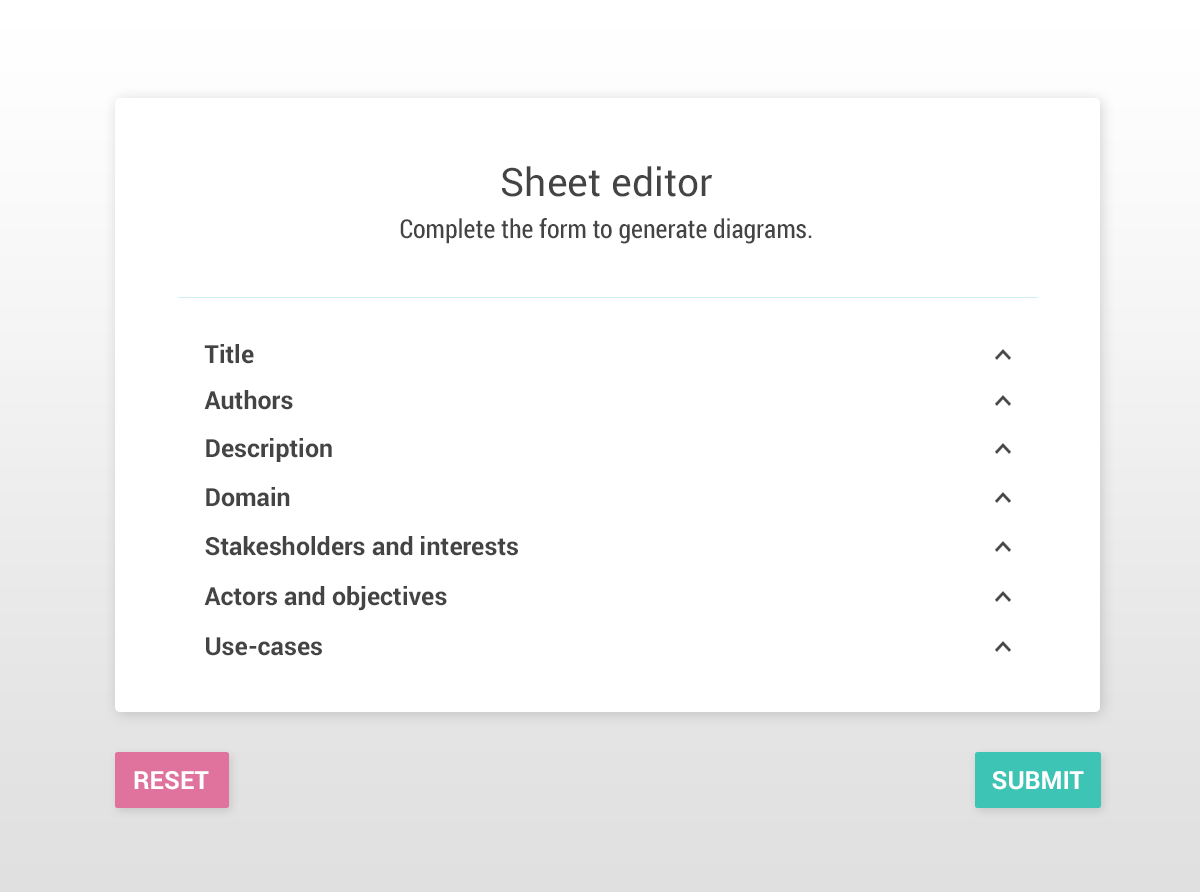 Sheet editor
Complete the form to generate diagrams.
Title
Authors
Description
Domain
Stakesholders and interests
Actors and objectives
Use-cases
RESET
SUBMIT